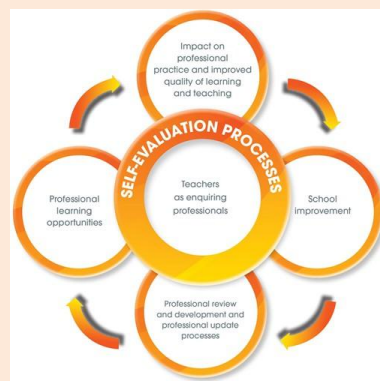 Impact on
professional
practice and improved
quality of learning
and teaching
SELF-EVALUATION PROCESSES
Teachers
as enquiring
professionals
Professional
learning
opportunities
School
improvement
Professional review
and development and
professional update
processes